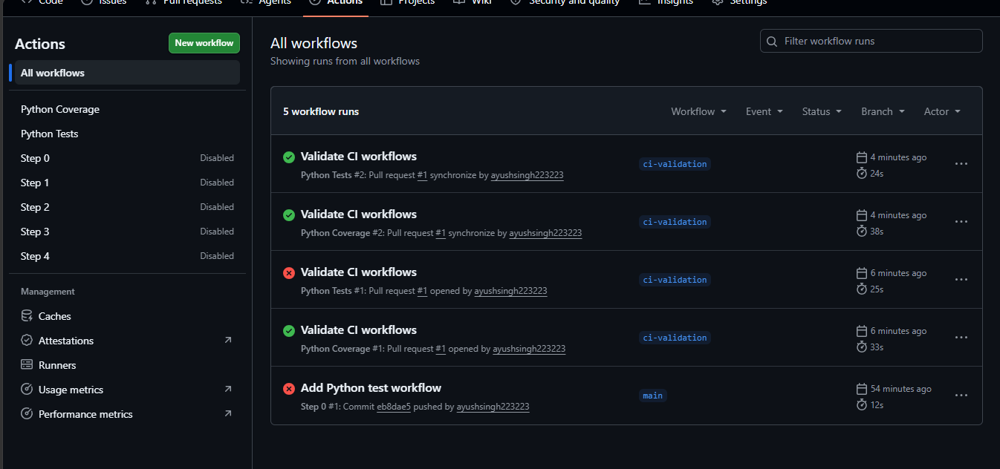 Code Issues Pull requests Agents Actions Projects Wiki Security and quality Insights Settings
Actions
New workflow
All workflows
Python Coverage
Python Tests
Step 0 Disabled
Step 1 Disabled
Step 2 Disabled
Step 3 Disabled
Step 4 Disabled
Management
Caches
Attestations
Runners
Usage metrics
Performance metrics
All workflows
Showing runs from all workflows
Filter workflow runs
5 workflow runs
Workflow Event Status Branch Actor
Validate CI workflows
Python Tests #2: Pull request #1 synchronize by ayushsingh223223
ci-validation
4 minutes ago
24s
Validate CI workflows
Python Coverage #2: Pull request #1 synchronize by ayushsingh223223
ci-validation
4 minutes ago
38s
Validate CI workflows
Python Tests #1: Pull request #1 opened by ayushsingh223223
ci-validation
6 minutes ago
25s
Validate CI workflows
Python Coverage #1: Pull request #1 opened by ayushsingh223223
ci-validation
6 minutes ago
33s
Add Python test workflow
Step 0 #1: Commit eb8dae5 pushed by ayushsingh223223
main
54 minutes ago
12s